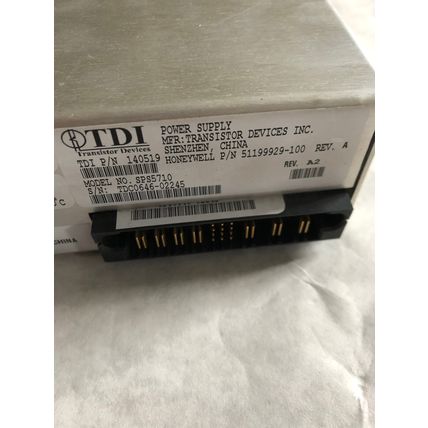 TDI
Transistor Devices
POWER SUPPLY
MFR:TRANSISTOR DEVICES INC.
SHENZHEN, CHINA
TDI P/N 140519 HONEYWELL P/N 51199929-100 REV. A
REV. A2
MODEL NO. SPS5710
S/N: TDC0646-02245
CHINA